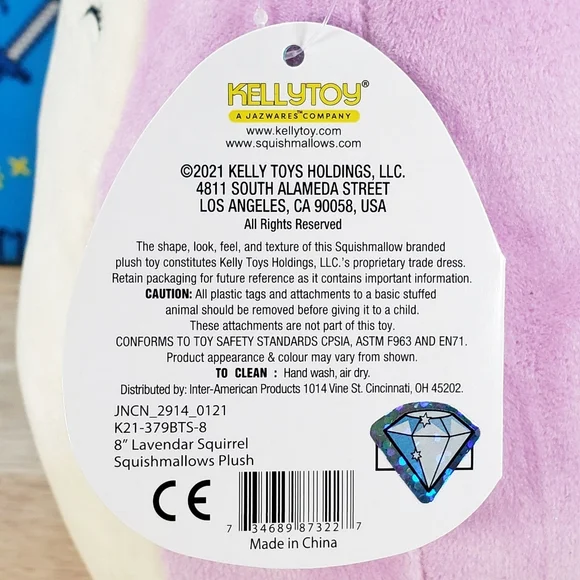 KELLYTOY®
A JAZWARES™ COMPANY
www.kellytoy.com
www.squishmallows.com
©2021 KELLY TOYS HOLDINGS, LLC.
4811 SOUTH ALAMEDA STREET
LOS ANGELES, CA 90058, USA
All Rights Reserved
The shape, look, feel, and texture of this Squishmallow branded
plush toy constitutes Kelly Toys Holdings, LLC.'s proprietary trade dress.
Retain packaging for future reference as it contains important information.
CAUTION: All plastic tags and attachments to a basic stuffed
animal should be removed before giving it to a child.
These attachments are not part of this toy.
CONFORMS TO TOY SAFETY STANDARDS CPSIA, ASTM F963 AND EN71.
Product appearance & colour may vary from shown.
TO CLEAN : Hand wash, air dry.
Distributed by: Inter-American Products 1014 Vine St. Cincinnati, OH 45202.
JNCN_2914_0121
K21-379BTS-8
8" Lavendar Squirrel
Squishmallows Plush
CE
7 34689 87322 7
Made in China